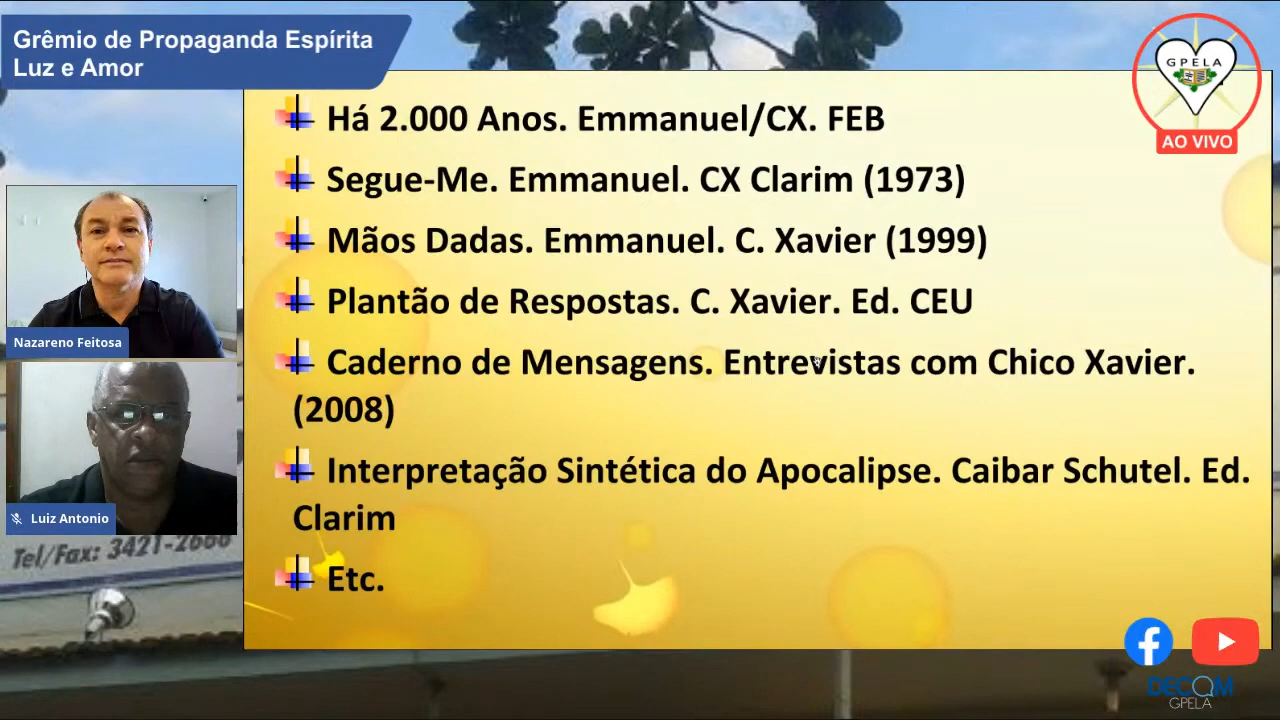 Grêmio de Propaganda Espírita
Luz e Amor
GPELA
AO VIVO
Há 2.000 Anos. Emmanuel/CX. FEB
Segue-Me. Emmanuel. CX Clarim (1973)
Mãos Dadas. Emmanuel. C. Xavier (1999)
Plantão de Respostas. C. Xavier. Ed. CEU
Caderno de Mensagens. Entrevistas com Chico Xavier.
(2008)
Interpretação Sintética do Apocalipse. Caibar Schutel. Ed.
Clarim
Etc.
Nazareno Feitosa
Luiz Antonio
Tel/Fax: 3421-2666
DECOM
GPELA